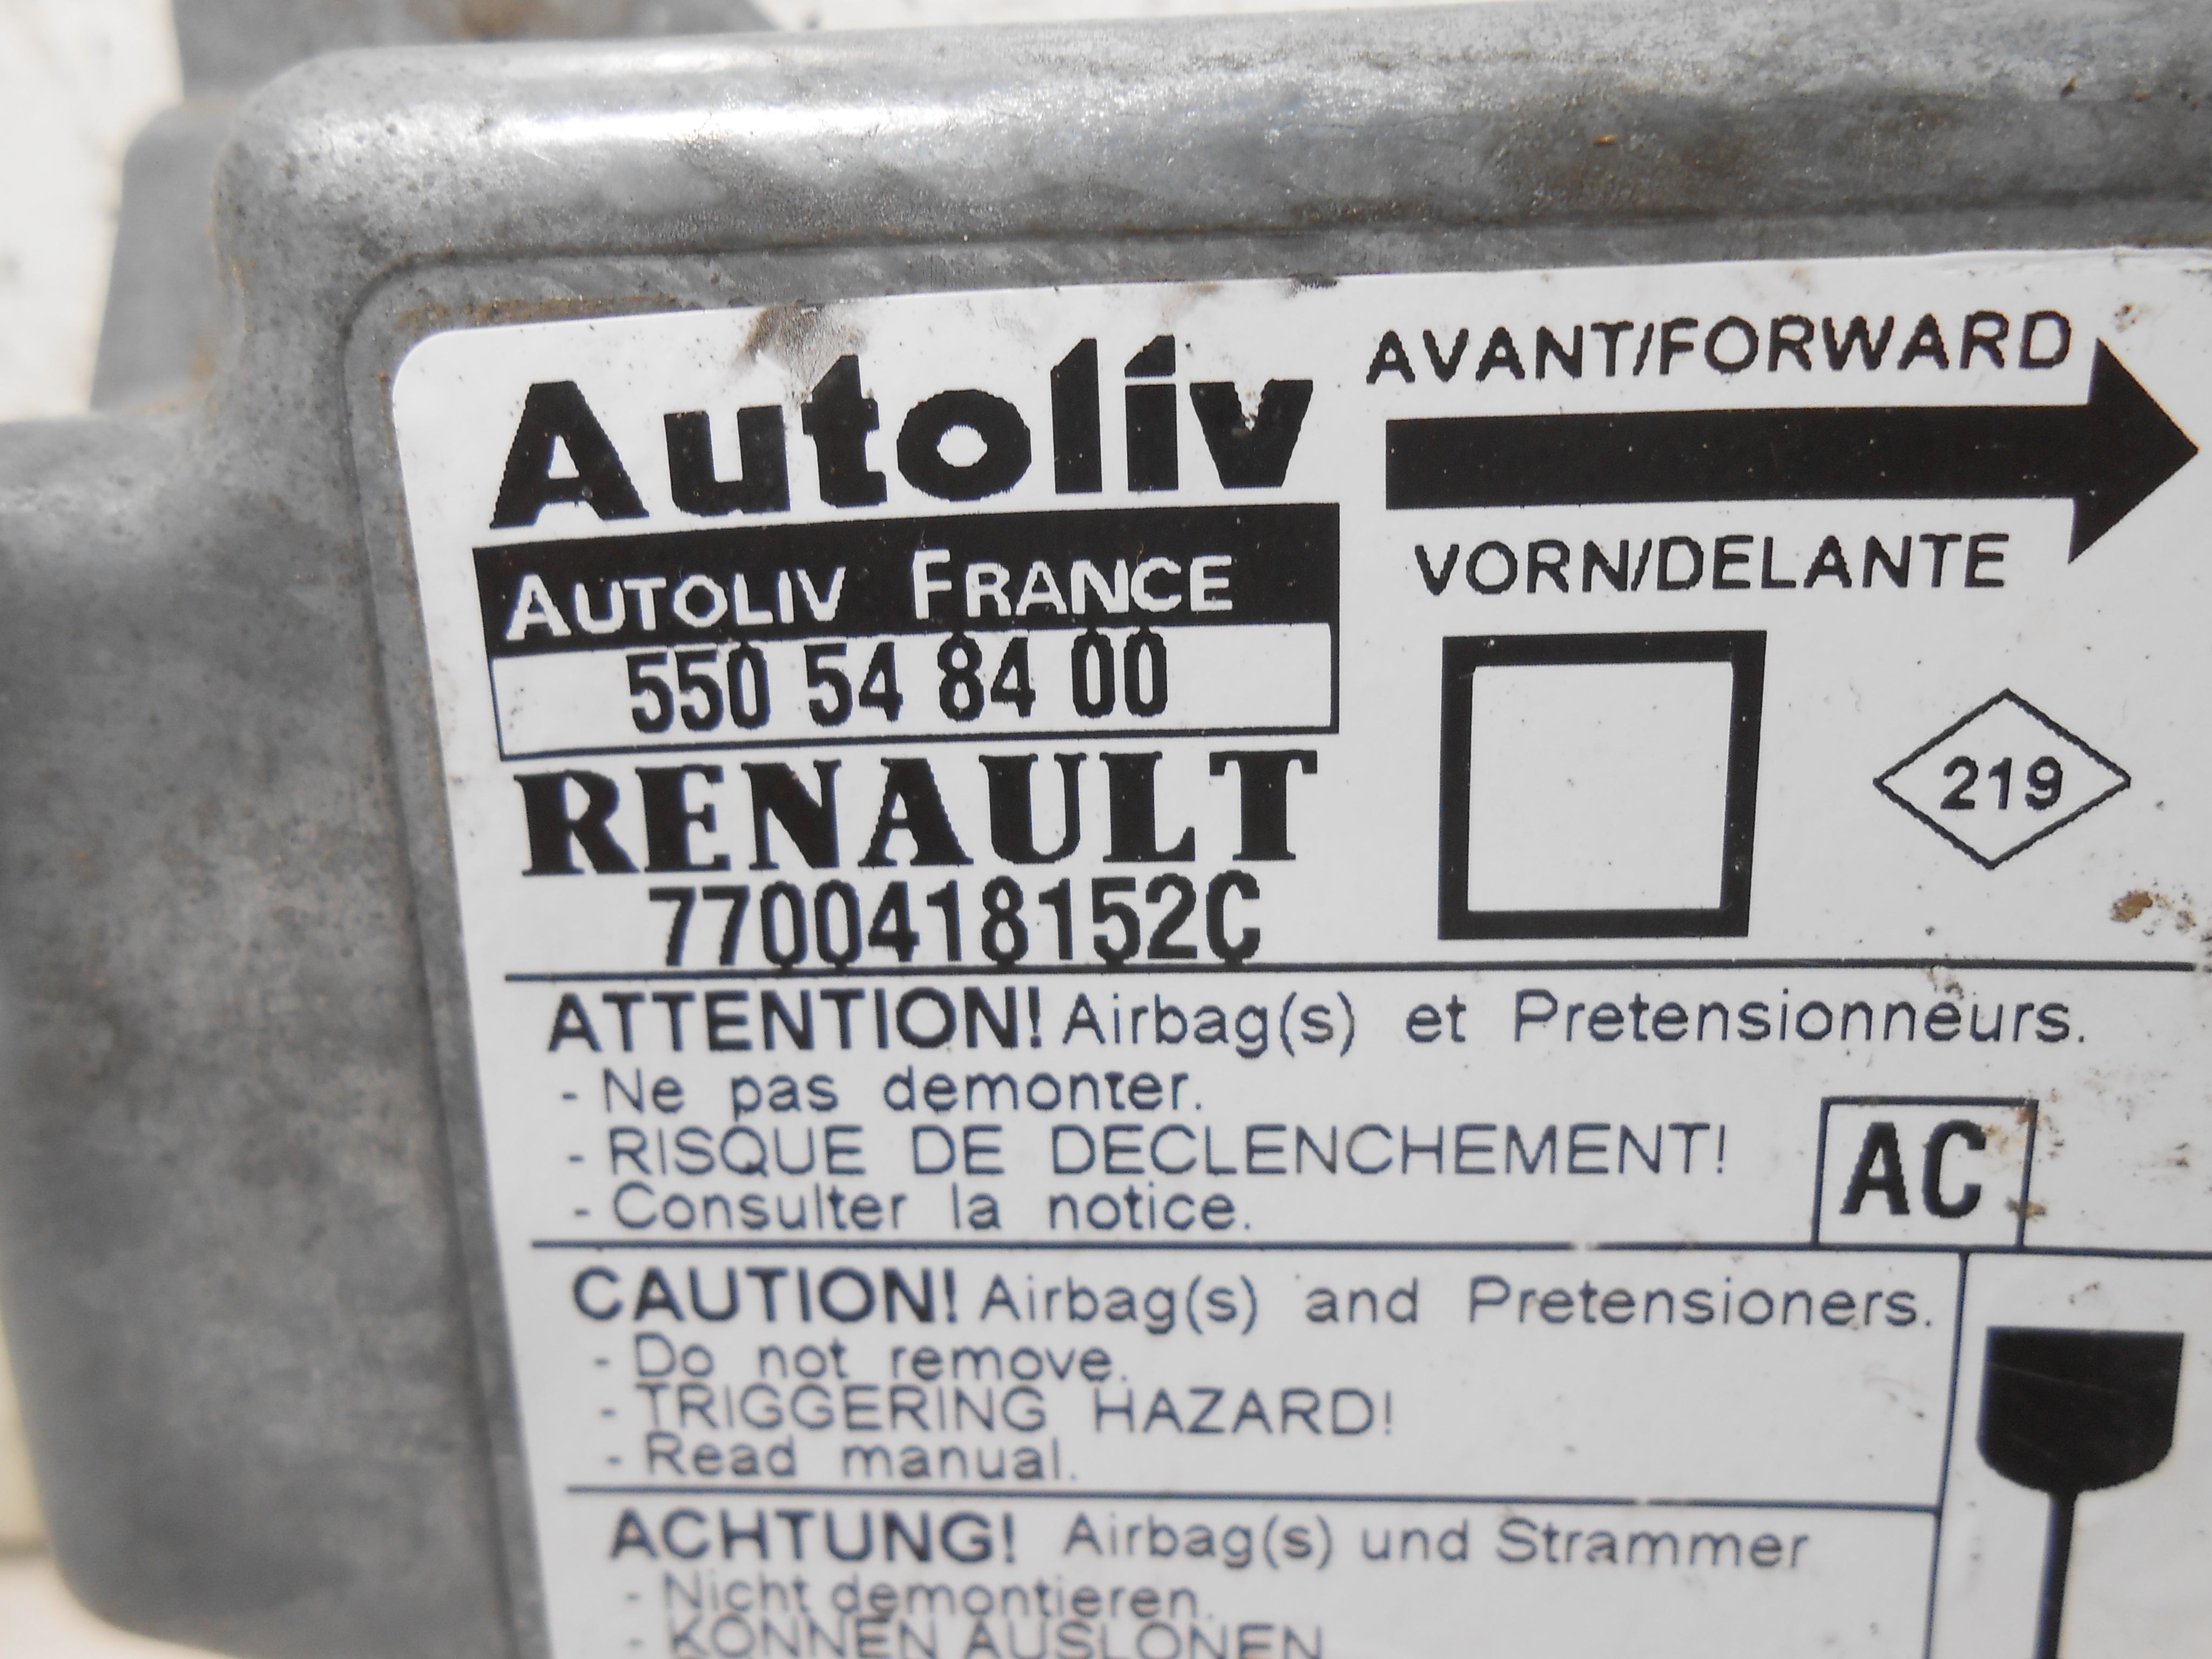 Autoliv
AUTOLIV FRANCE
550 54 84 00
RENAULT
7700418152C
AVANT/FORWARD
VORN/DELANTE
219
ATTENTION! Airbag(s) et Pretensionneurs.
- Ne pas demonter.
- RISQUE DE DECLENCHEMENT!
- Consulter la notice.
AC
CAUTION! Airbag(s) and Pretensioners.
- Do not remove.
- TRIGGERING HAZARD!
- Read manual.
ACHTUNG! Airbag(s) und Strammer
- Nicht demontieren.
- KONNEN AUSLONEN